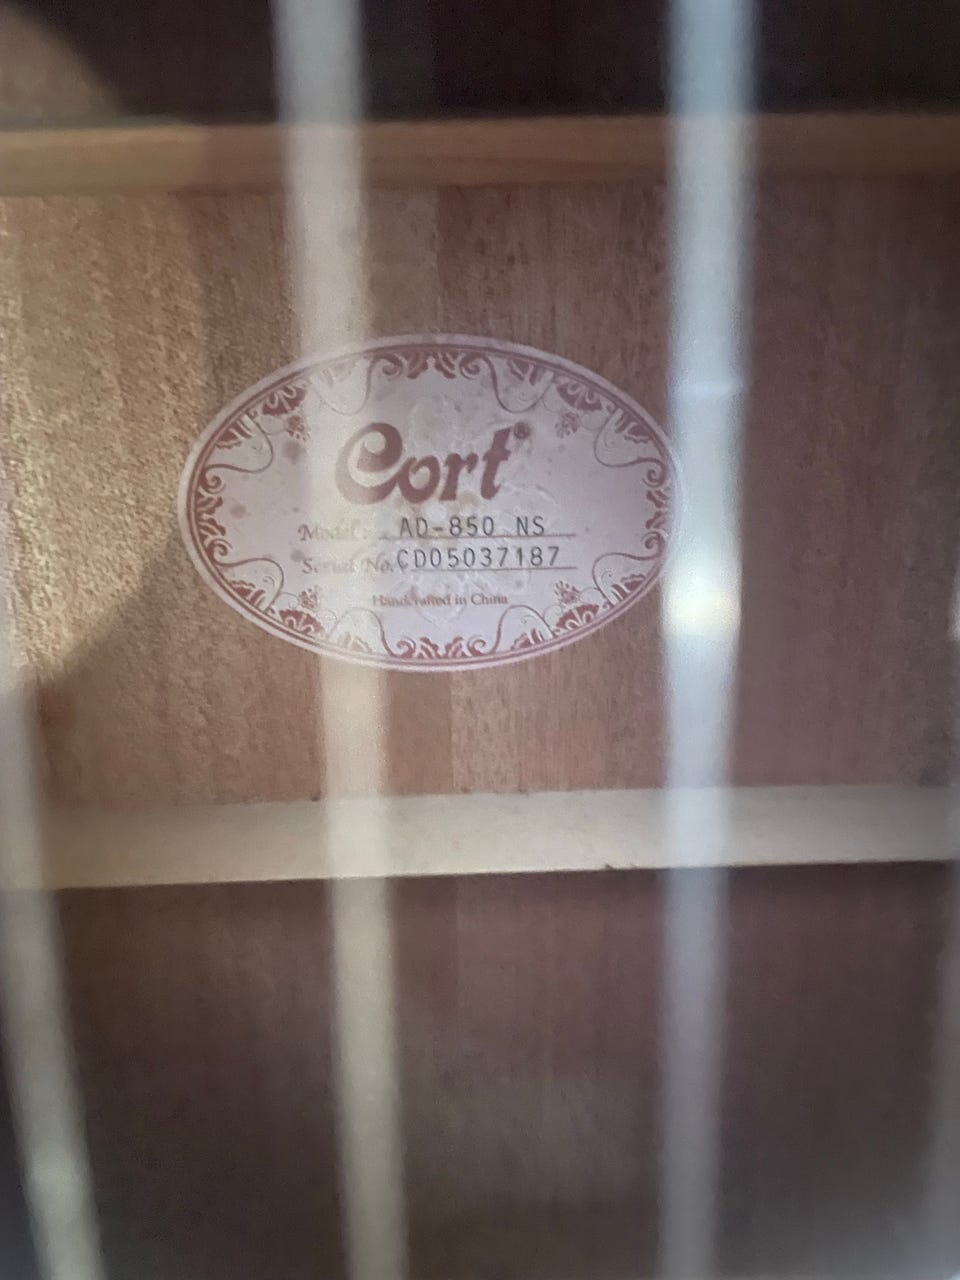 Cort®
Model: AD-850 NS
Serial No. CD05037187
Handcrafted in China